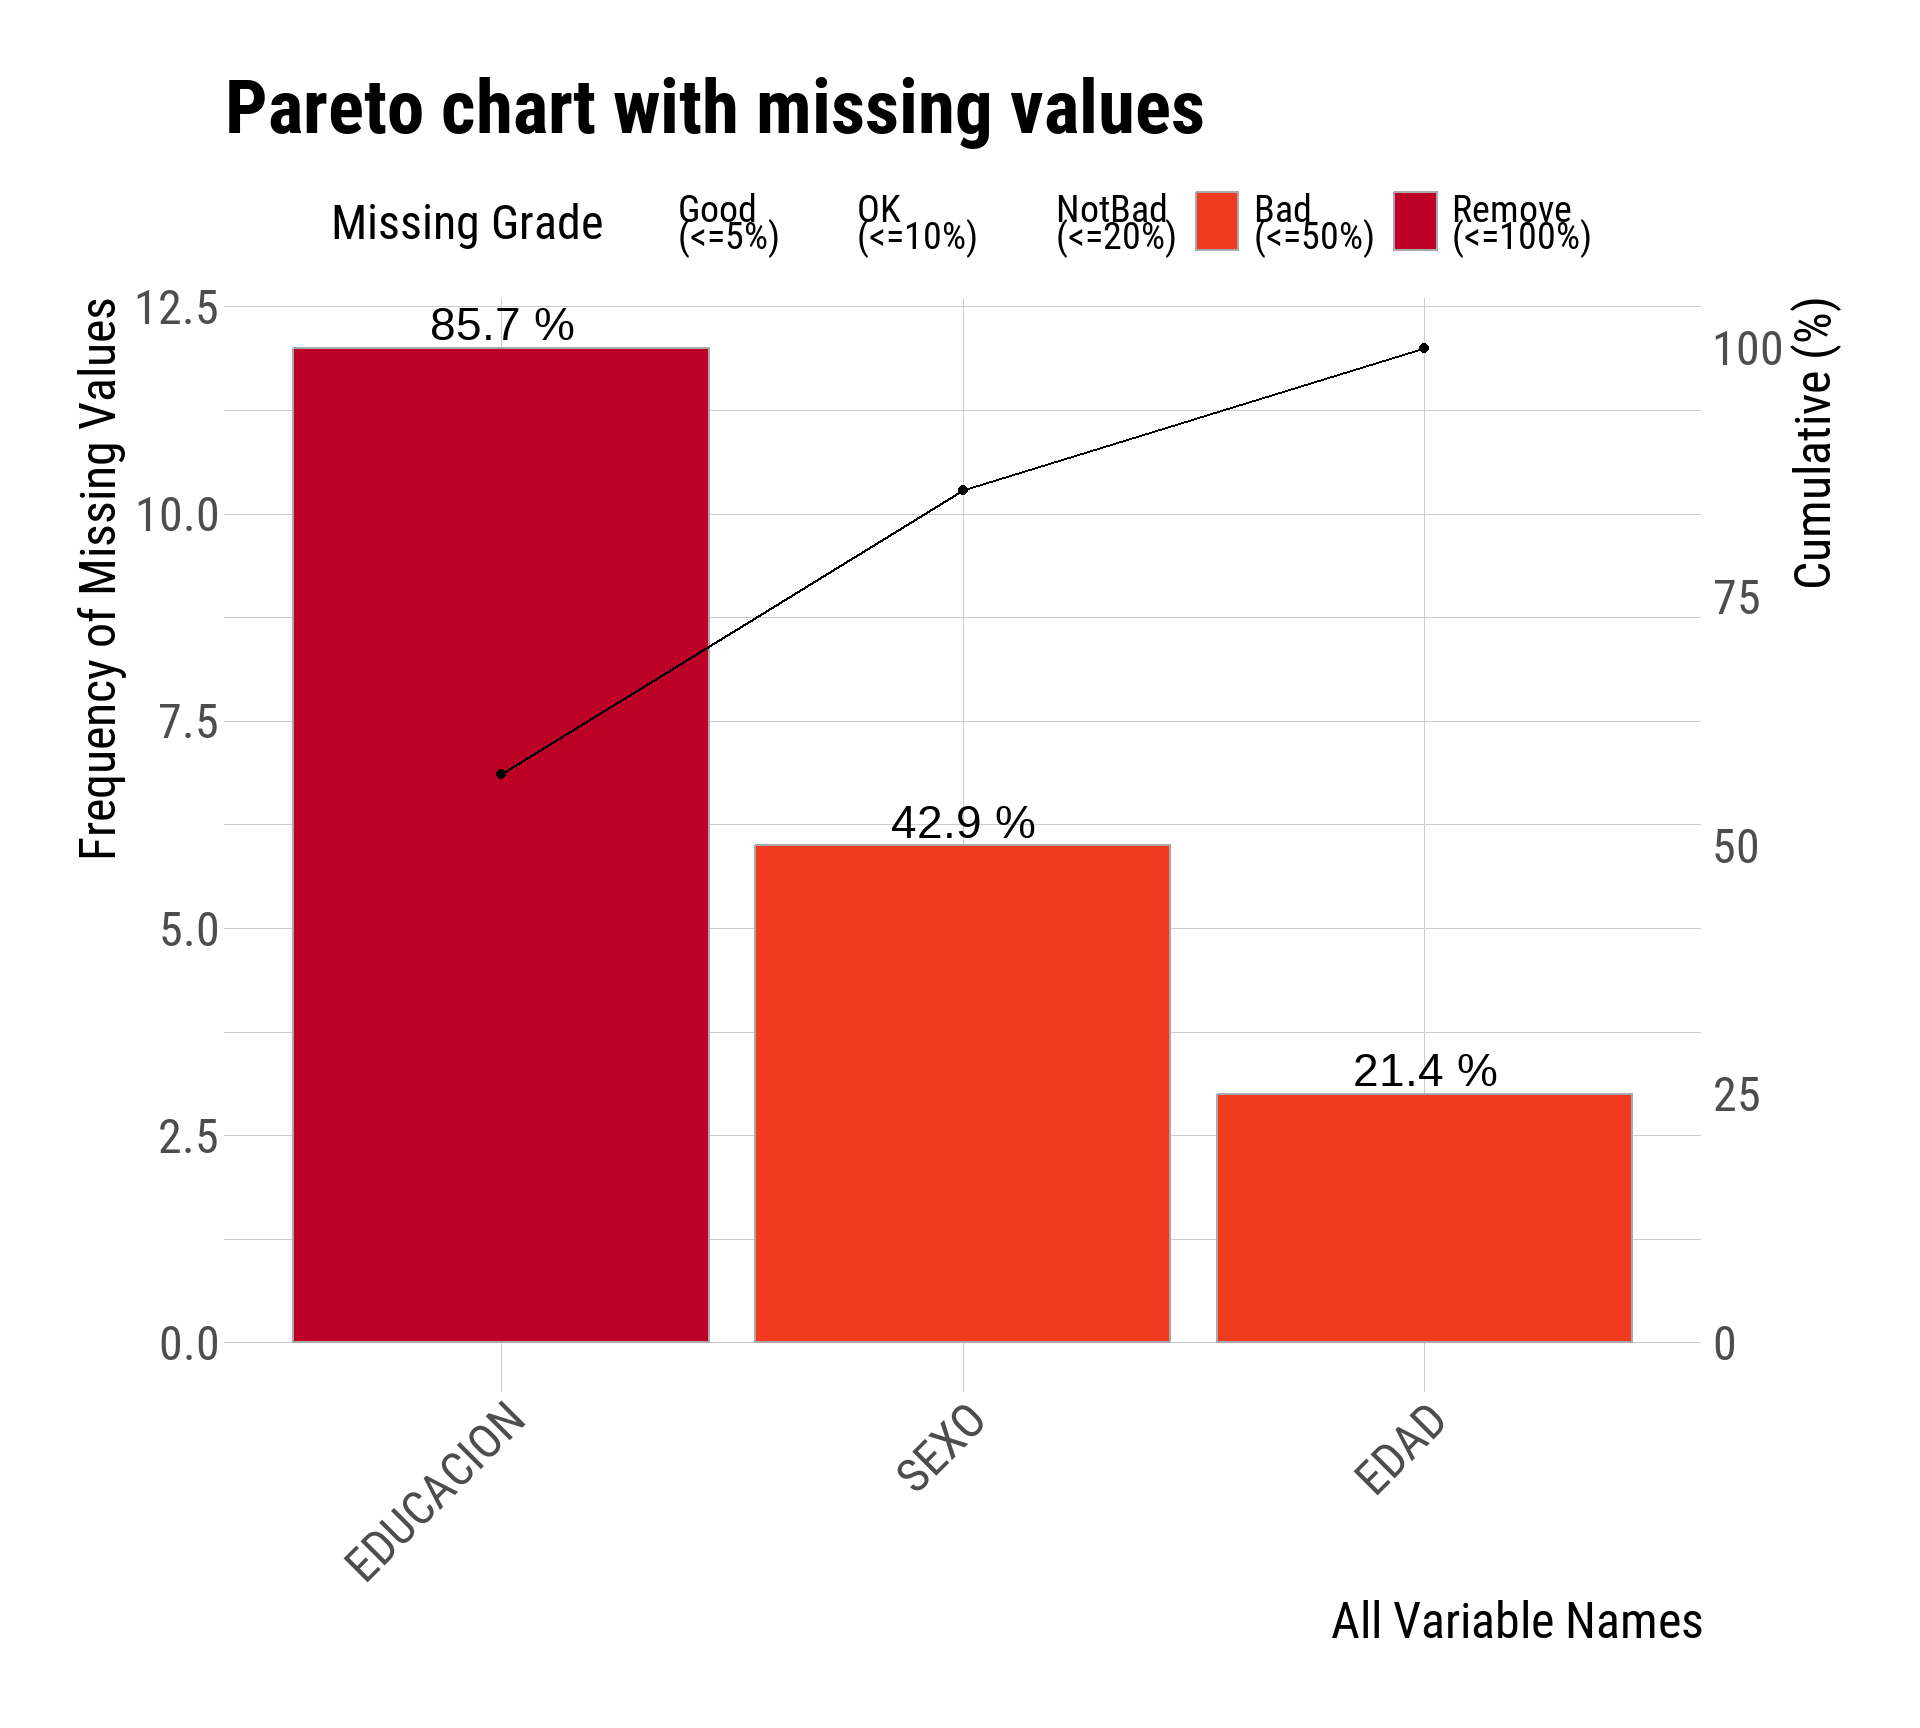 Pareto chart with missing values
Missing Grade
Good
(<=5%)
OK
(<=10%)
NotBad
(<=20%)
Bad
(<=50%)
Remove
(<=100%)
Frequency of Missing Values
12.5
10.0
7.5
5.0
2.5
0.0
85.7 %
42.9 %
21.4 %
100
75
50
25
0
Cumulative (%)
EDUCACION
SEXO
EDAD
All Variable Names